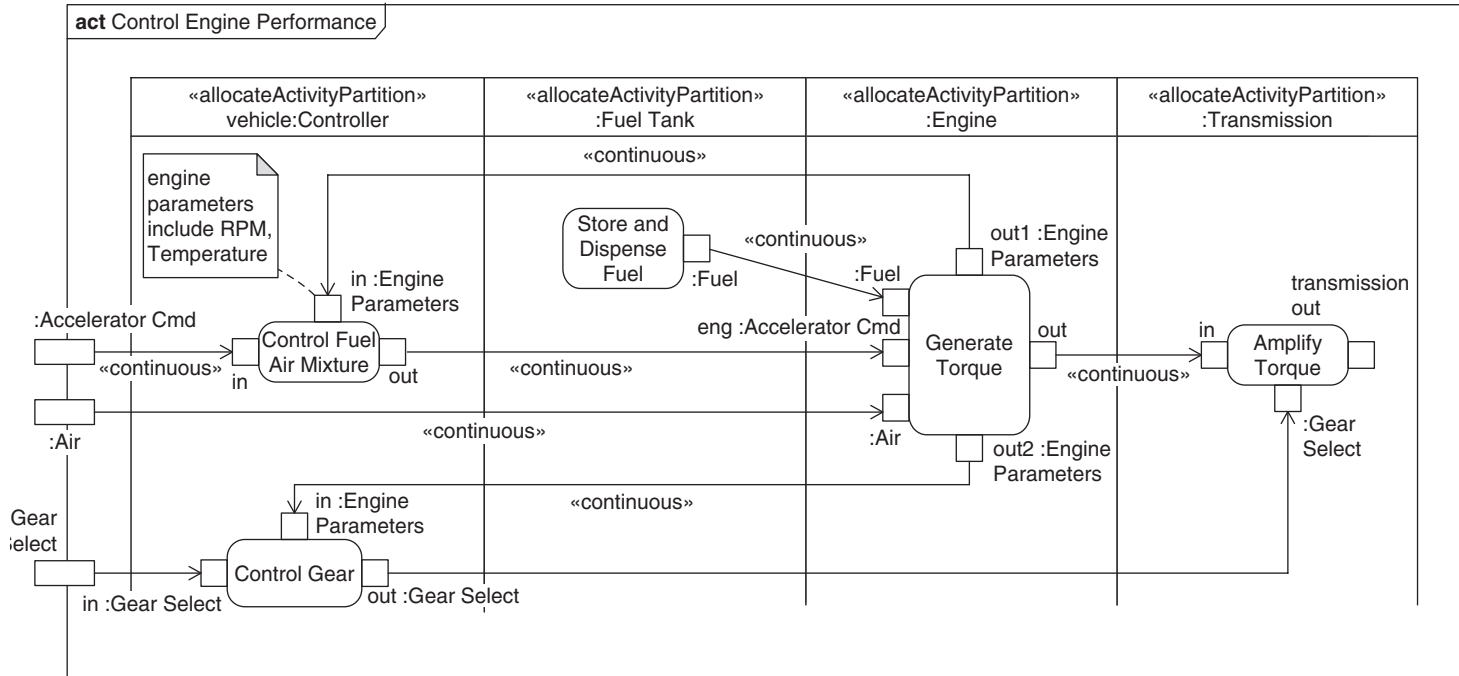 act Control Engine Performance
«allocateActivityPartition»
vehicle:Controller
«allocateActivityPartition»
:Fuel Tank
«allocateActivityPartition»
:Engine
«allocateActivityPartition»
:Transmission
«continuous»
engine
parameters
include RPM,
Temperature
Store and
Dispense
Fuel
:Fuel
«continuous»
:Fuel
out1 :Engine
Parameters
in :Engine
Parameters
:Accelerator Cmd
«continuous»
in
Control Fuel
Air Mixture
out
«continuous»
eng :Accelerator Cmd
Generate
Torque
out
«continuous»
in
transmission
out
Amplify
Torque
:Gear
Select
:Air
«continuous»
:Air
out2 :Engine
Parameters
«continuous»
in :Engine
Parameters
Gear
Select
in :Gear Select
Control Gear
out :Gear Select